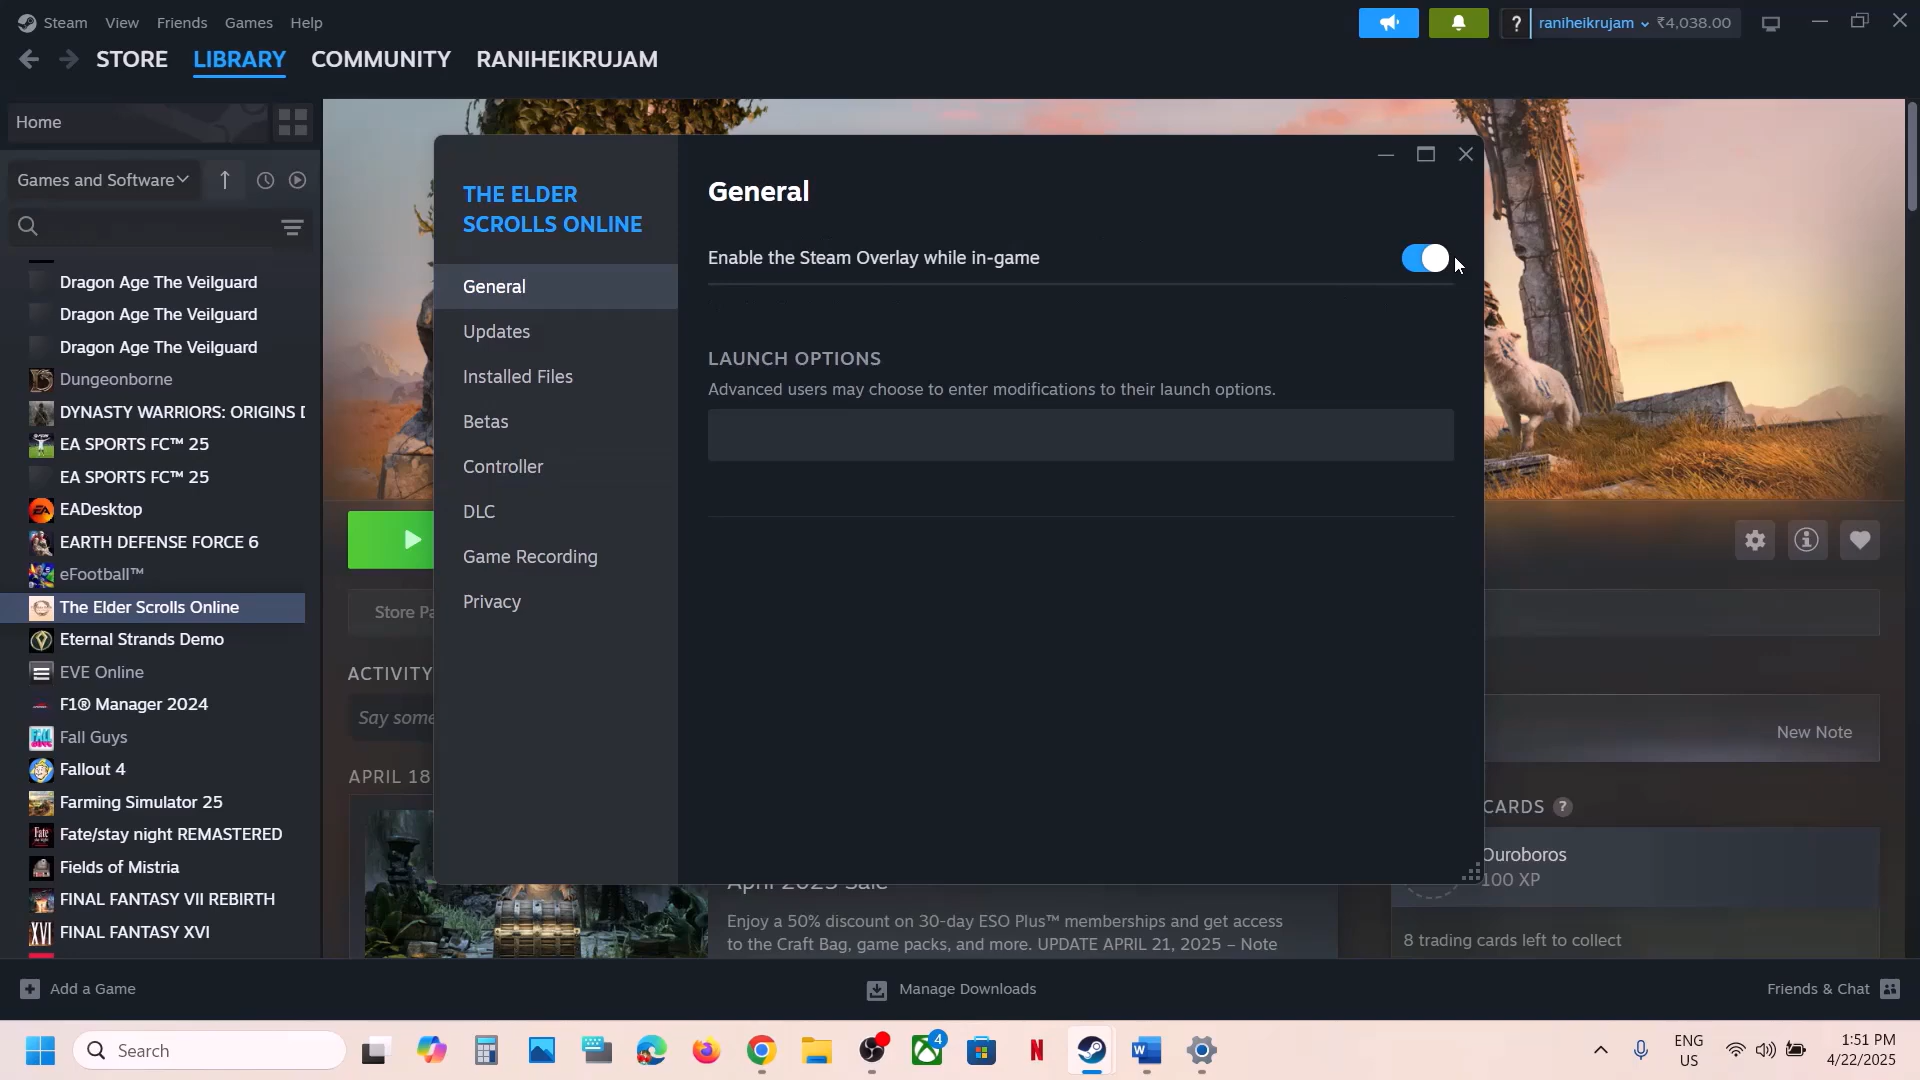 Steam View Friends Games Help
? raniheikrujam ₹4,038.00
STORE LIBRARY COMMUNITY RANIHEIKRUJAM
Home
Games and Software
Dragon Age The Veilguard
Dragon Age The Veilguard
Dragon Age The Veilguard
Dungeonborne
DYNASTY WARRIORS: ORIGINS
EA SPORTS FC™ 25
EA SPORTS FC™ 25
EADesktop
EARTH DEFENSE FORCE 6
eFootball™
The Elder Scrolls Online
Eternal Strands Demo
EVE Online
F1® Manager 2024
Fall Guys
Fallout 4
Farming Simulator 25
Fate/stay night REMASTERED
Fields of Mistria
FINAL FANTASY VII REBIRTH
FINAL FANTASY XVI
THE ELDER
SCROLLS ONLINE
General
Updates
Installed Files
Betas
Controller
DLC
Game Recording
Privacy
General
Enable the Steam Overlay while in-game
LAUNCH OPTIONS
Advanced users may choose to enter modifications to their launch options.
Store Pa
ACTIVITY
Say some
APRIL 18
New Note
CARDS ?
Ouroboros
100 XP
8 trading cards left to collect
April 2025 Sale
Enjoy a 50% discount on 30-day ESO Plus™ memberships and get access
to the Craft Bag, game packs, and more. UPDATE APRIL 21, 2025 – Note
Add a Game
Manage Downloads
Friends & Chat
Search
4
ENG
US
1:51 PM
4/22/2025